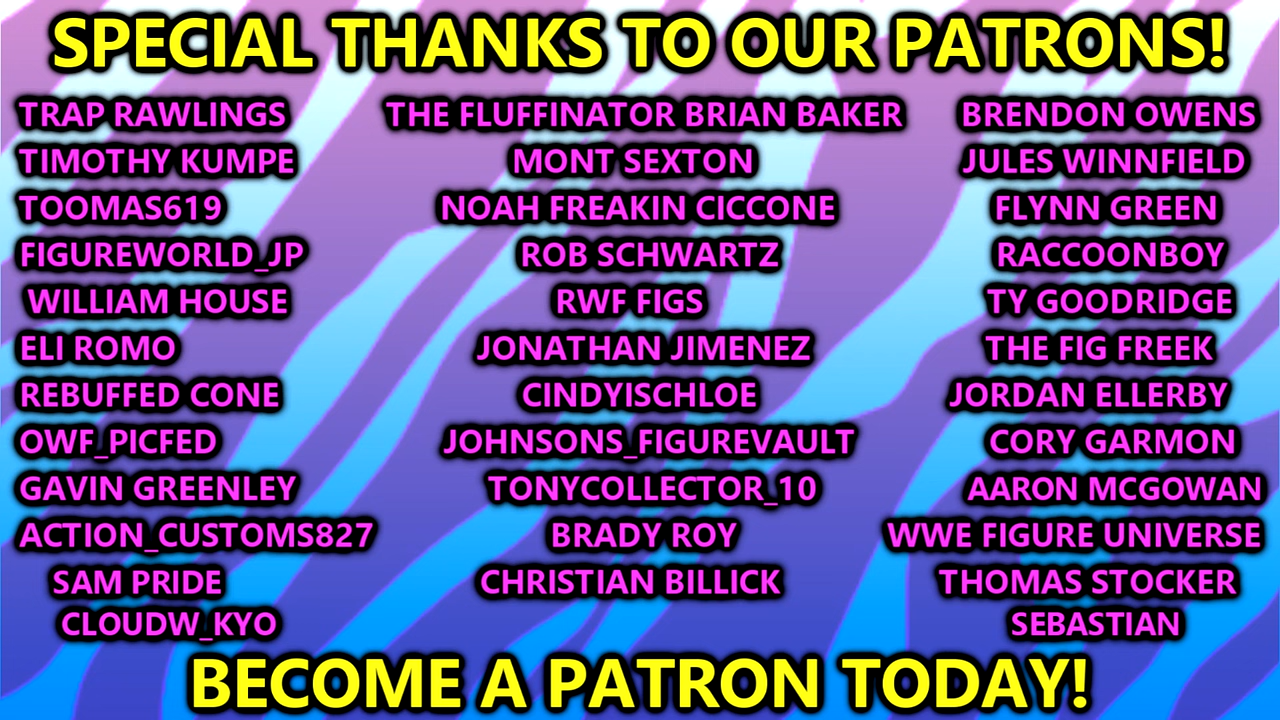 SPECIAL THANKS TO OUR PATRONS!
TRAP RAWLINGS
TIMOTHY KUMPE
TOOMAS619
FIGUREWORLD_JP
WILLIAM HOUSE
ELI ROMO
REBUFFED CONE
OWF_PICFED
GAVIN GREENLEY
ACTION_CUSTOMS827
SAM PRIDE
CLOUDW_KYO
THE FLUFFINATOR BRIAN BAKER
MONT SEXTON
NOAH FREAKIN CICCONE
ROB SCHWARTZ
RWF FIGS
JONATHAN JIMENEZ
CINDYISCHLOE
JOHNSONS_FIGUREVAULT
TONYCOLLECTOR_10
BRADY ROY
CHRISTIAN BILLICK
BRENDON OWENS
JULES WINNFIELD
FLYNN GREEN
RACCOONBOY
TY GOODRIDGE
THE FIG FREEK
JORDAN ELLERBY
CORY GARMON
AARON MCGOWAN
WWE FIGURE UNIVERSE
THOMAS STOCKER
SEBASTIAN
BECOME A PATRON TODAY!